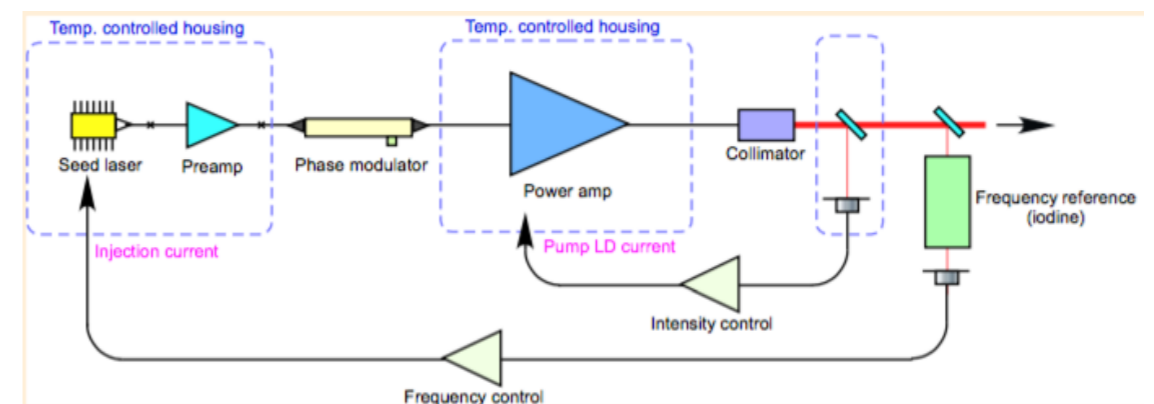 Temp. controlled housing
Temp. controlled housing
Seed laser
Preamp
Phase modulator
Power amp
Collimator
Frequency reference
(iodine)
Injection current
Pump LD current
Intensity control
Frequency control